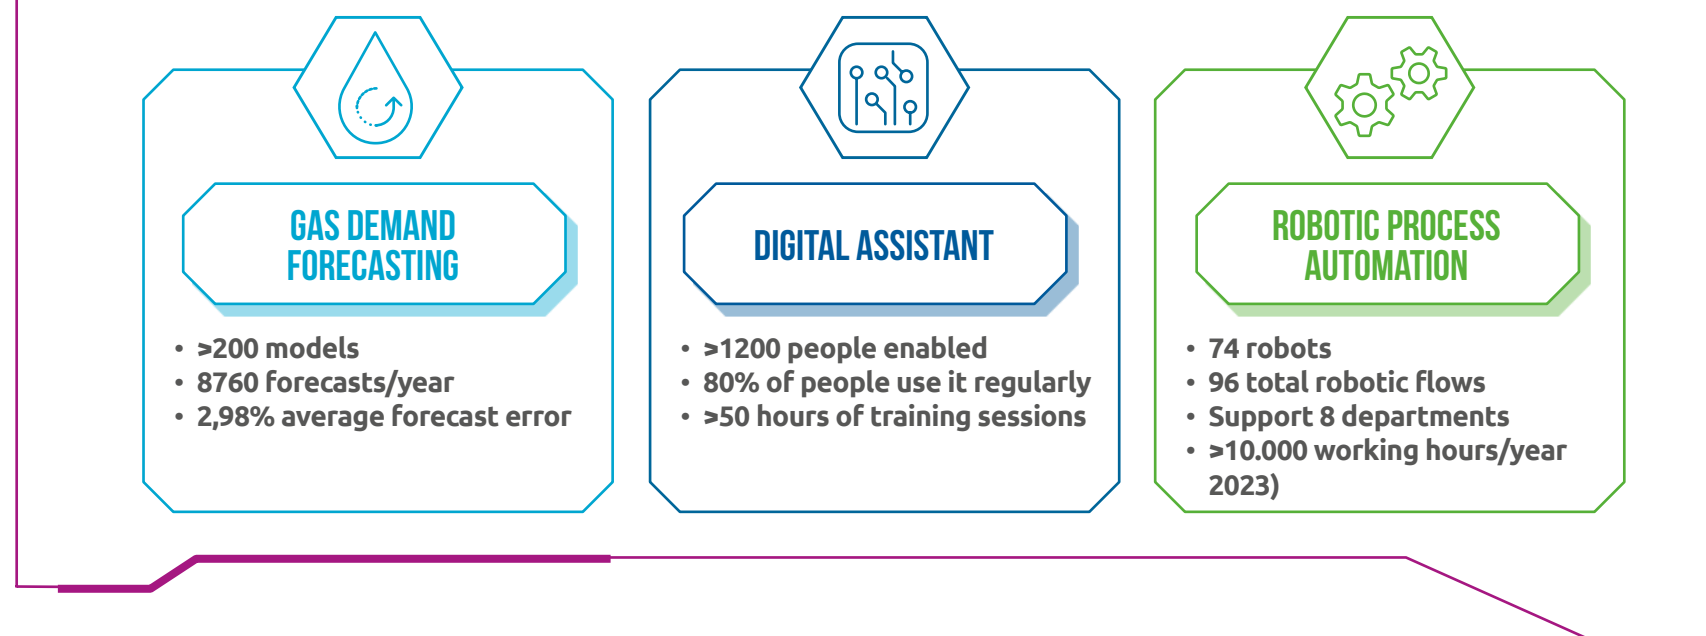 GAS DEMAND
FORECASTING
• >200 models
• 8760 forecasts/year
• 2,98% average forecast error
DIGITAL ASSISTANT
• >1200 people enabled
• 80% of people use it regularly
• >50 hours of training sessions
ROBOTIC PROCESS
AUTOMATION
• 74 robots
• 96 total robotic flows
• Support 8 departments
• >10.000 working hours/year
2023)